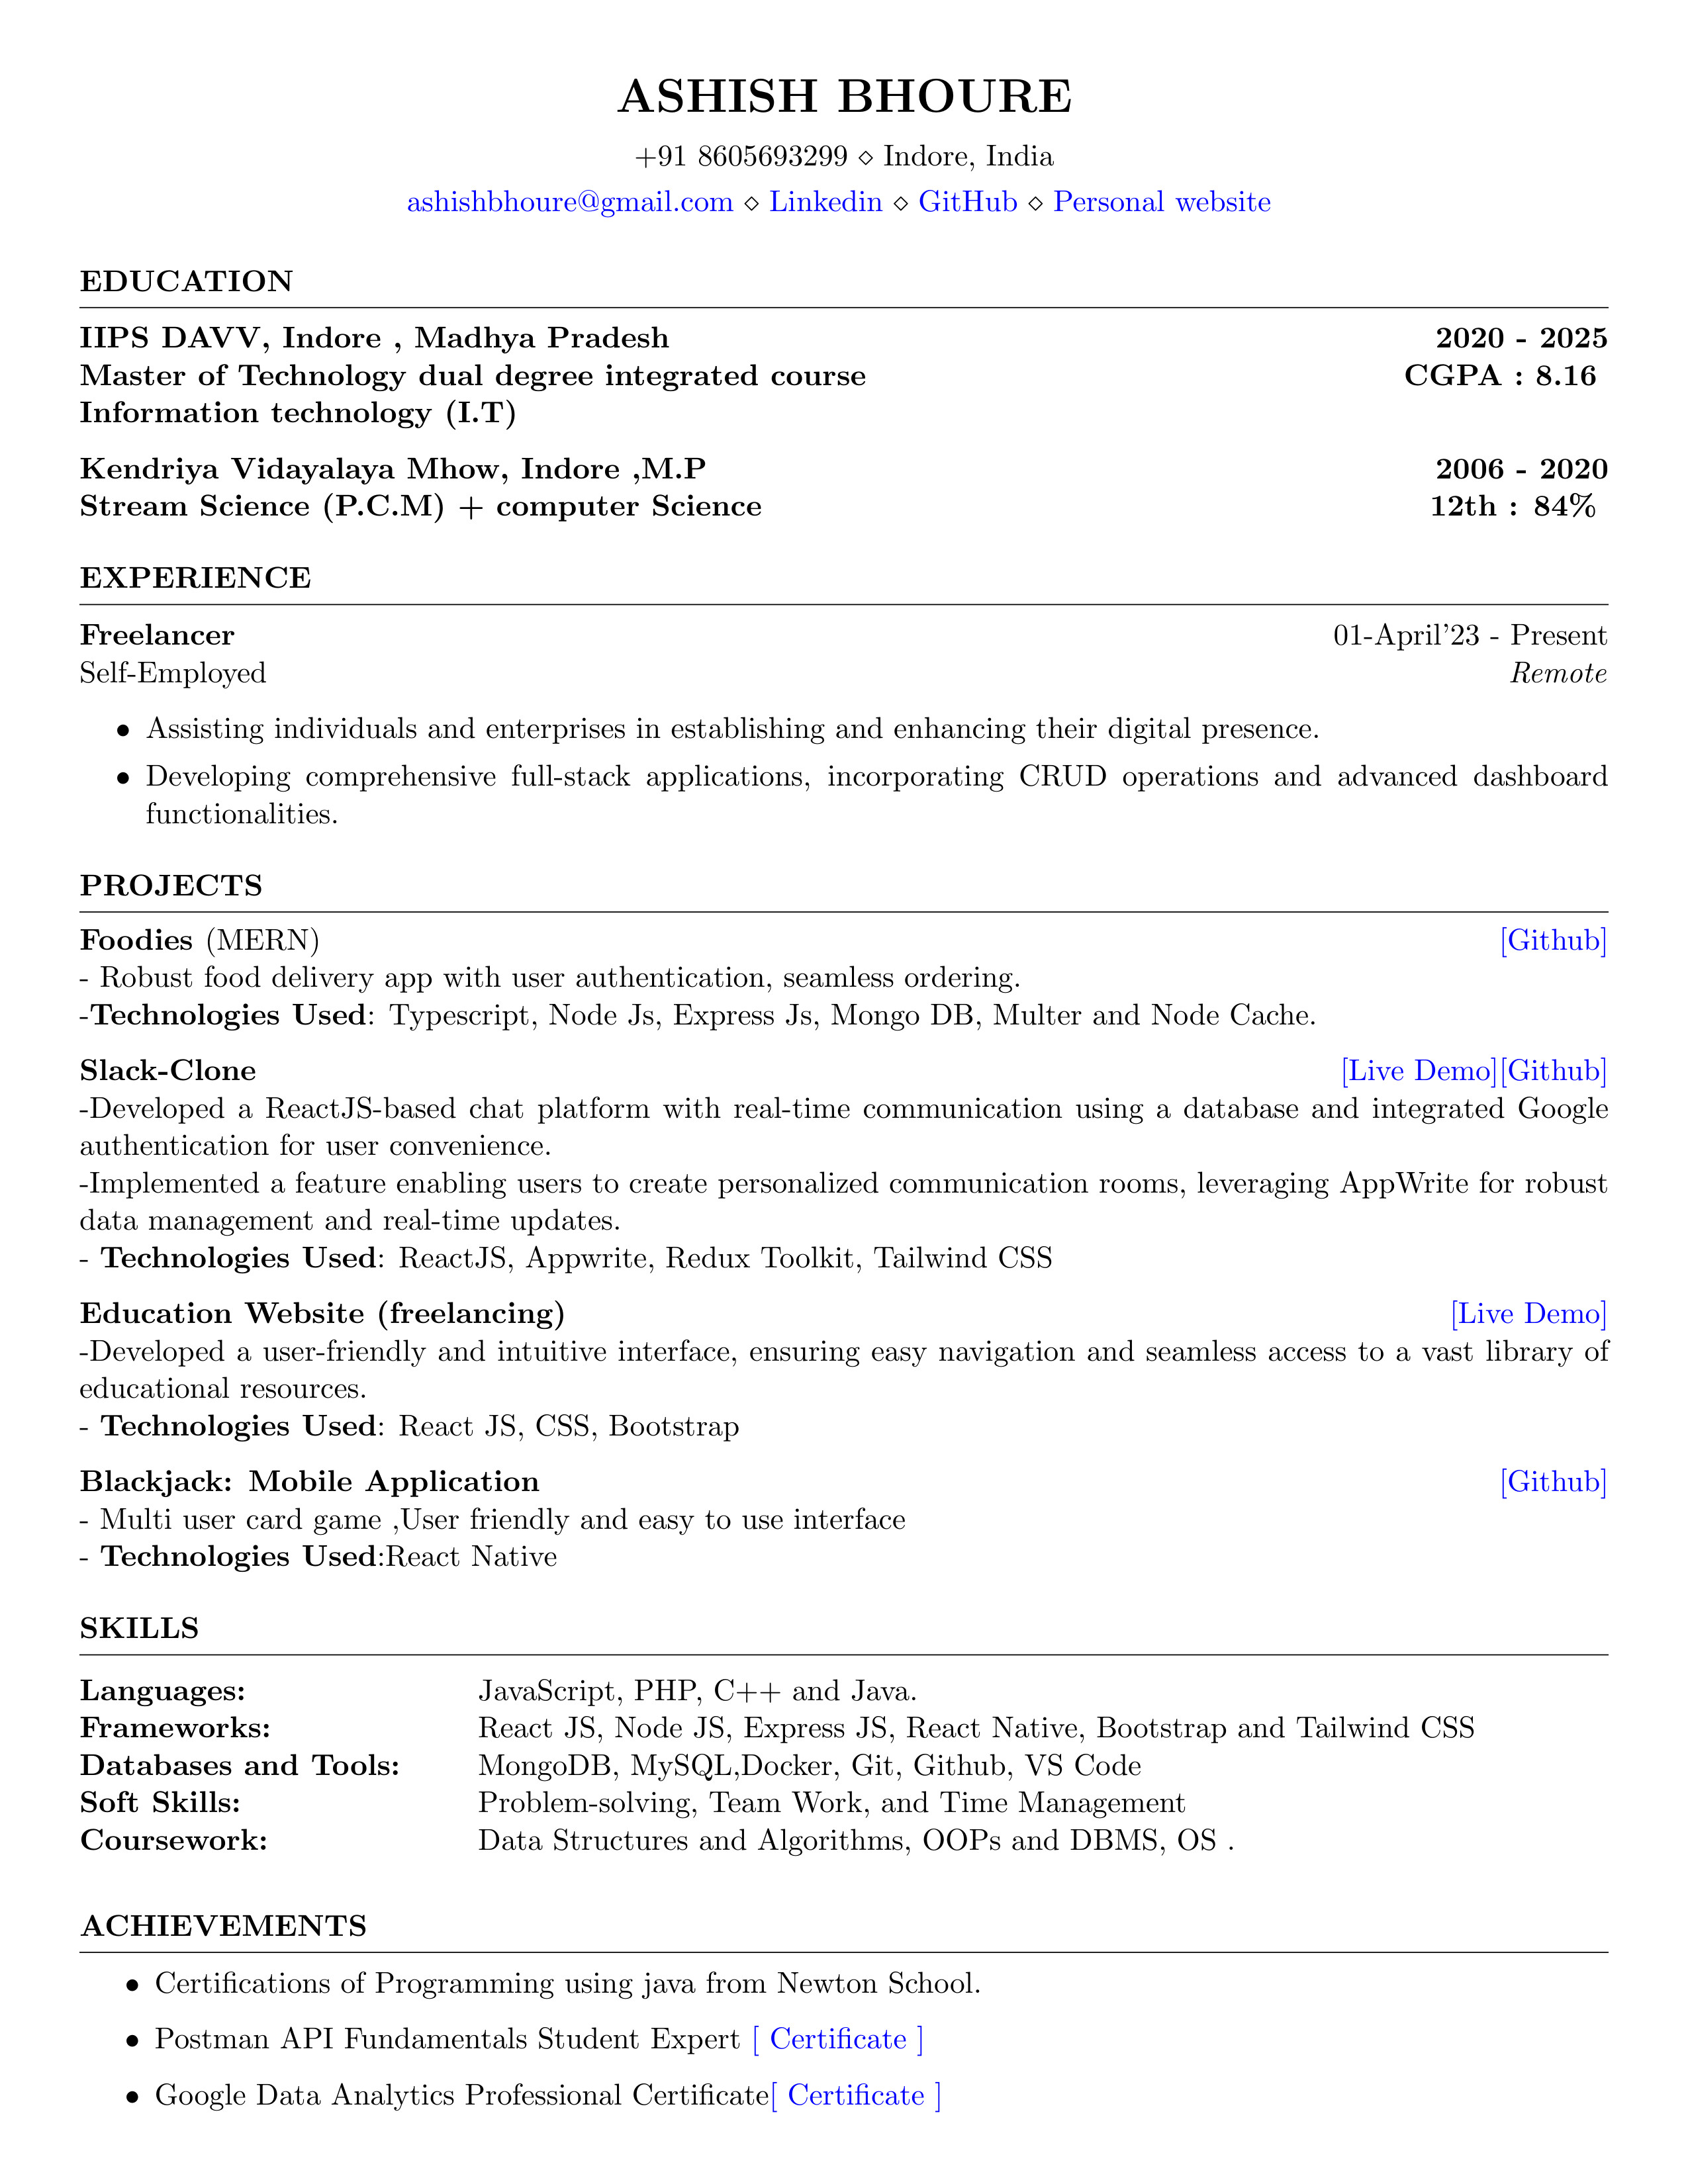 ASHISH BHOURE
+91 8605693299 ⋄ Indore, India
ashishbhoure@gmail.com ⋄ Linkedin ⋄ GitHub ⋄ Personal website
EDUCATION
IIPS DAVV, Indore , Madhya Pradesh 2020 - 2025
Master of Technology dual degree integrated course CGPA : 8.16
Information technology (I.T)
Kendriya Vidayalaya Mhow, Indore ,M.P 2006 - 2020
Stream Science (P.C.M) + computer Science 12th : 84%
EXPERIENCE
Freelancer 01-April'23 - Present
Self-Employed Remote
• Assisting individuals and enterprises in establishing and enhancing their digital presence.
• Developing comprehensive full-stack applications, incorporating CRUD operations and advanced dashboard
functionalities.
PROJECTS
Foodies (MERN) [Github]
- Robust food delivery app with user authentication, seamless ordering.
-Technologies Used: Typescript, Node Js, Express Js, Mongo DB, Multer and Node Cache.
Slack-Clone [Live Demo][Github]
-Developed a ReactJS-based chat platform with real-time communication using a database and integrated Google
authentication for user convenience.
-Implemented a feature enabling users to create personalized communication rooms, leveraging AppWrite for robust
data management and real-time updates.
- Technologies Used: ReactJS, Appwrite, Redux Toolkit, Tailwind CSS
Education Website (freelancing) [Live Demo]
-Developed a user-friendly and intuitive interface, ensuring easy navigation and seamless access to a vast library of
educational resources.
- Technologies Used: React JS, CSS, Bootstrap
Blackjack: Mobile Application [Github]
- Multi user card game ,User friendly and easy to use interface
- Technologies Used:React Native
SKILLS
Languages: JavaScript, PHP, C++ and Java.
Frameworks: React JS, Node JS, Express JS, React Native, Bootstrap and Tailwind CSS
Databases and Tools: MongoDB, MySQL,Docker, Git, Github, VS Code
Soft Skills: Problem-solving, Team Work, and Time Management
Coursework: Data Structures and Algorithms, OOPs and DBMS, OS .
ACHIEVEMENTS
• Certifications of Programming using java from Newton School.
• Postman API Fundamentals Student Expert [ Certificate ]
• Google Data Analytics Professional Certificate[ Certificate ]